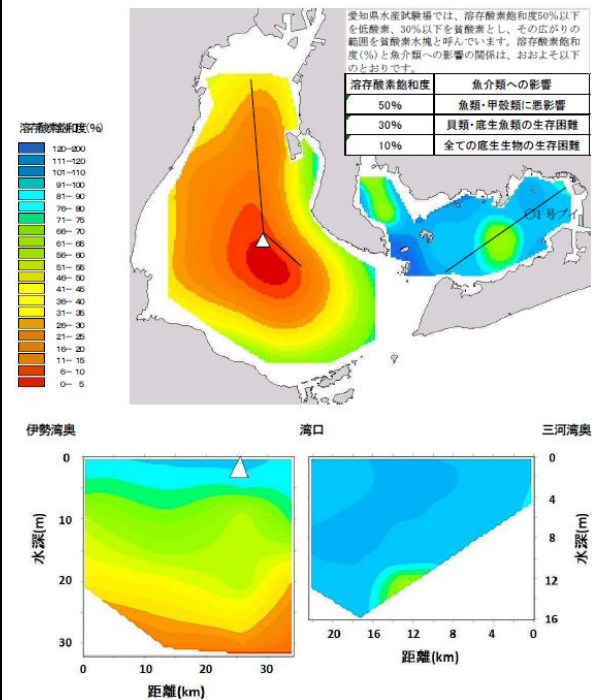 愛知県水産試験場では、溶存酸素飽和度50%以下
を低酸素、30%以下を貧酸素とし、その広がりの
範囲を貧酸素水塊と呼んでいます。溶存酸素飽和
度(%)と魚介類への影響の関係は、おおよそ以下
のとおりです。
溶存酸素飽和度 魚介類への影響
50% 魚類・甲殻類に悪影響
30% 貝類・底生魚類の生存困難
10% 全ての底生生物の生存困難
溶存酸素飽和度(%)
120-200
111-120
101-110
91-100
81-90
76-80
71-75
66-70
61-65
56-60
51-55
46-50
41-45
36-40
31-35
26-30
21-25
16-20
11-15
6-10
0-5
1号ブイ
伊勢湾奥 湾口 三河湾奥
0
10
20
30
水深(m)
0 10 20 30
距離(km)
0
4
8
12
16
水深(m)
20 16 12 8 4 0
距離(km)